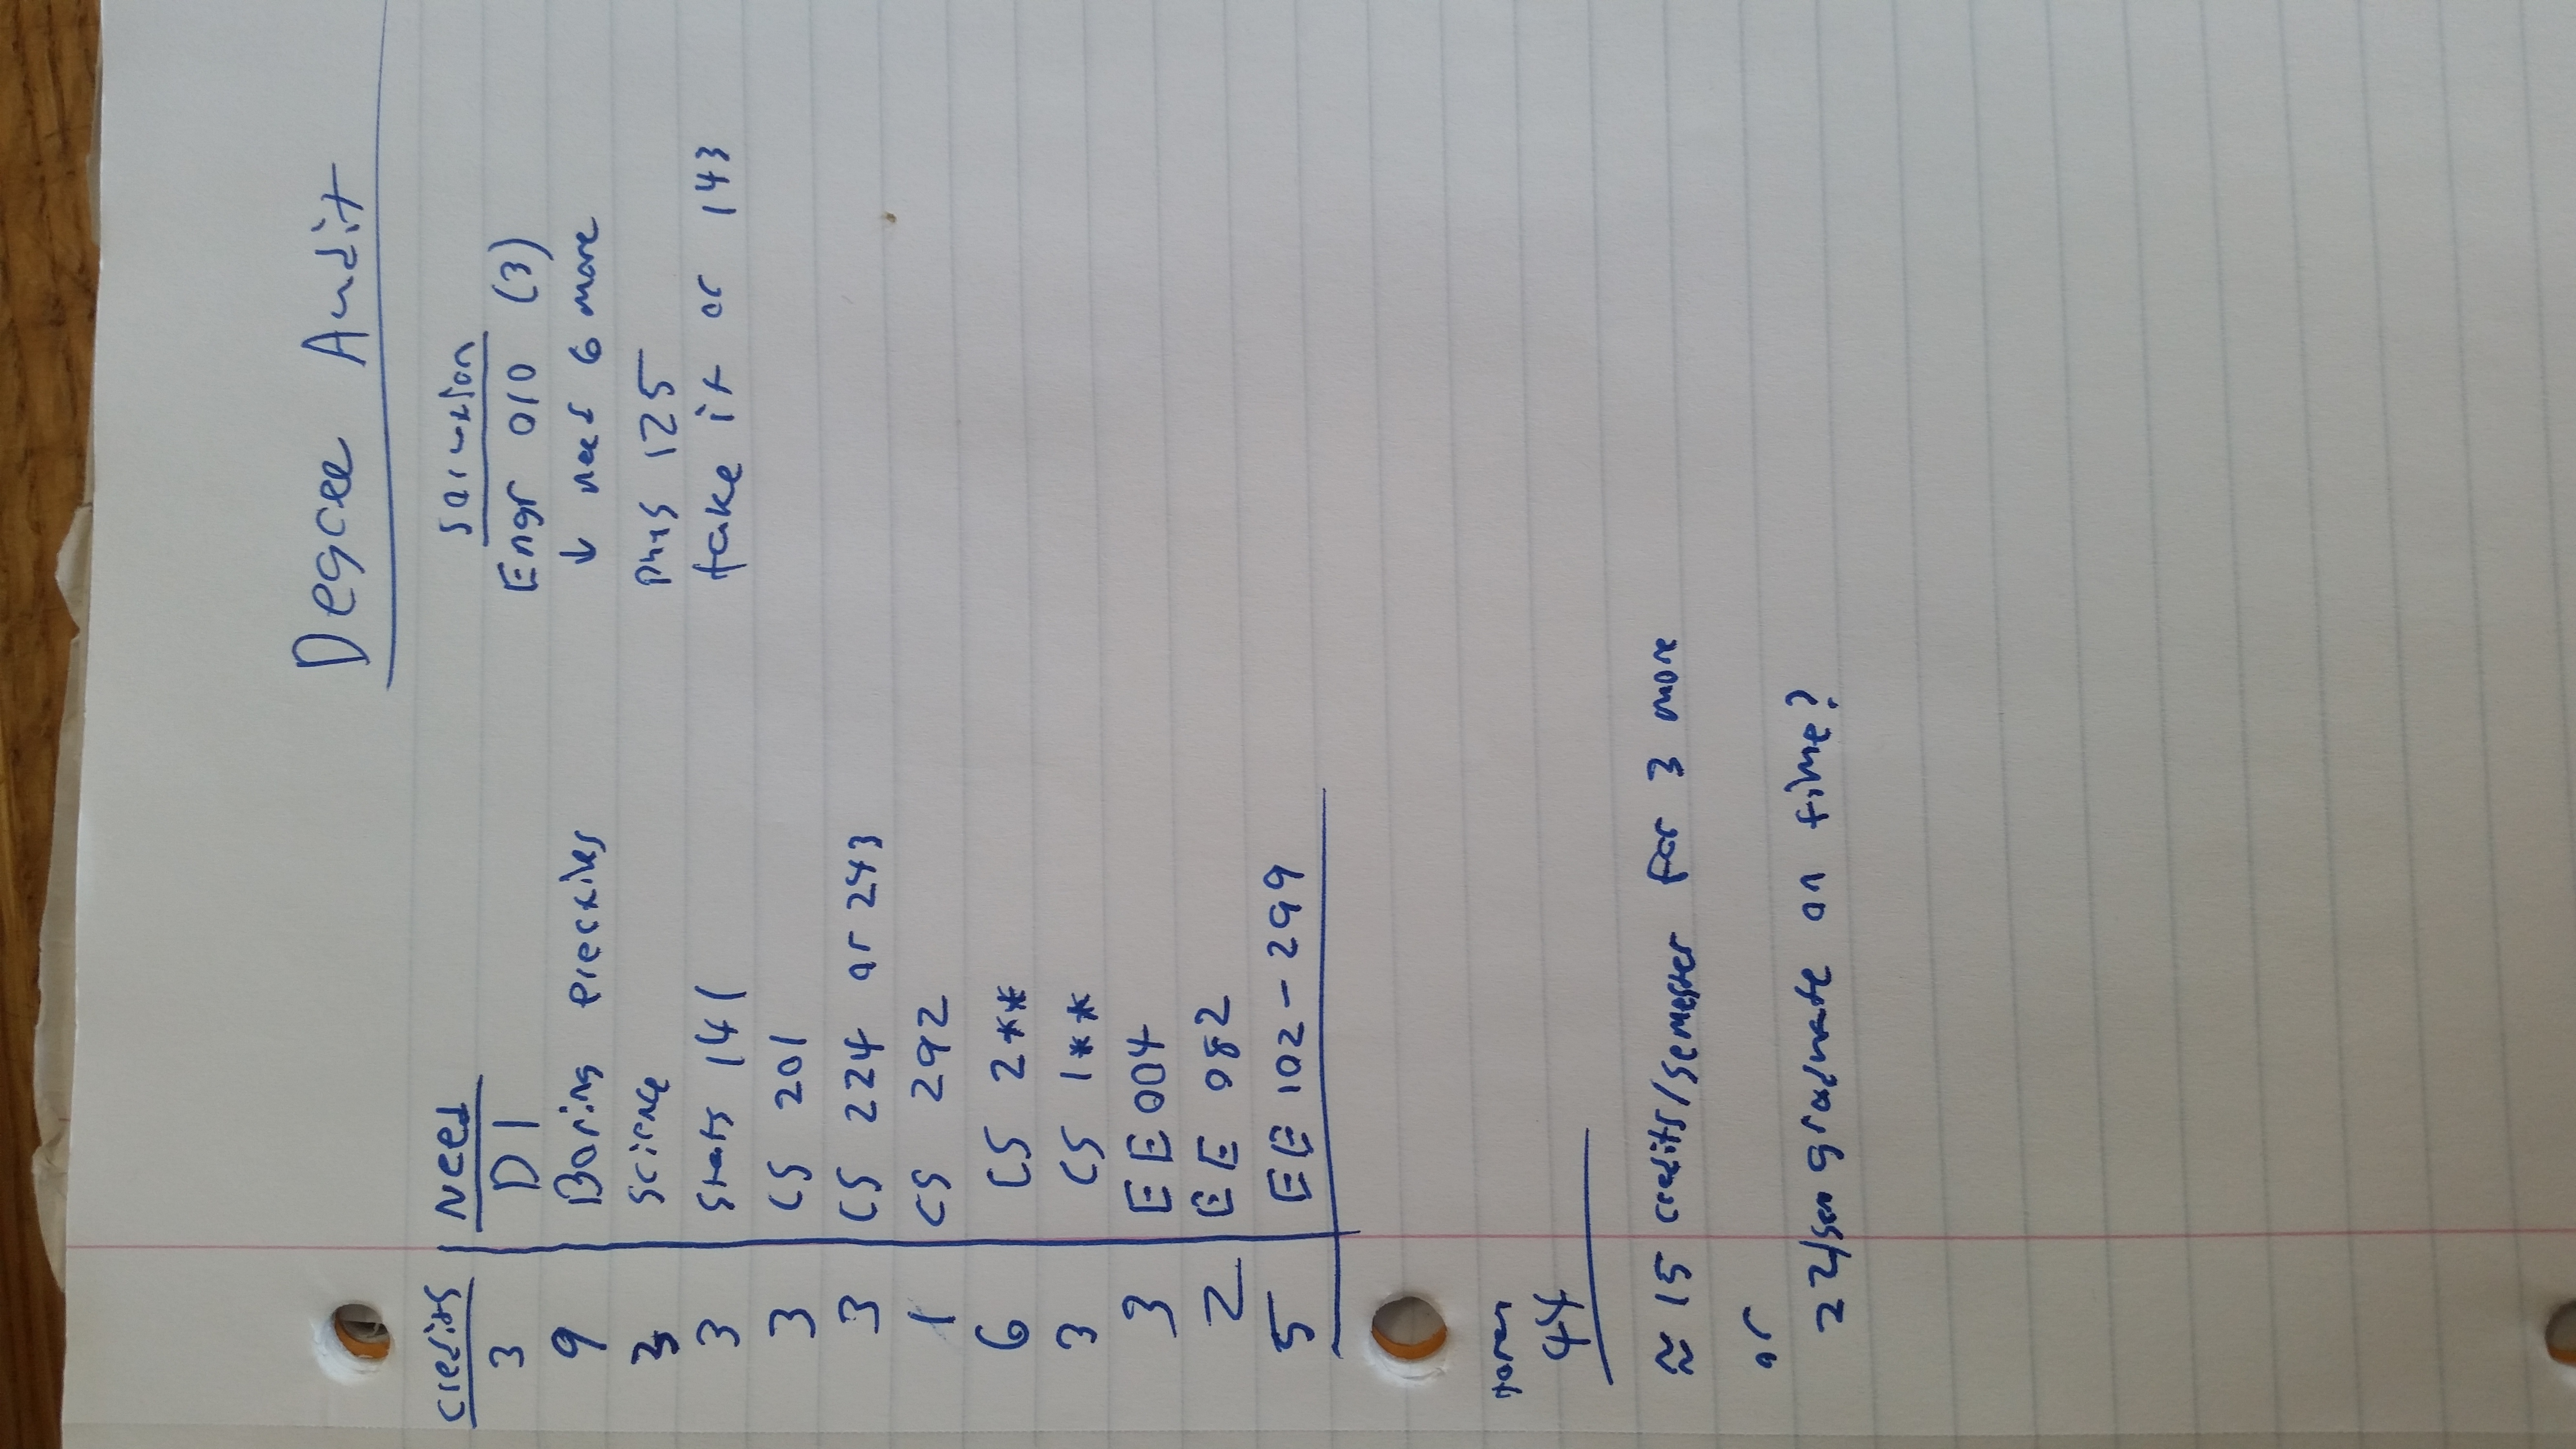 Degree Audit
credits Need Solution
3 D1 Engr 010 (3)
9 Boring electives ↓ need 6 more
3 Science Phys 125
3 Stats 141 take it or 143
3 CS 201
3 CS 224 or 243
1 CS 292
6 CS 2**
3 CS 1**
3 EE 004
2 EE 082
5 EE 102-299
total
44
≈ 15 credits/semester for 3 more
or
22/sem graduate on time?